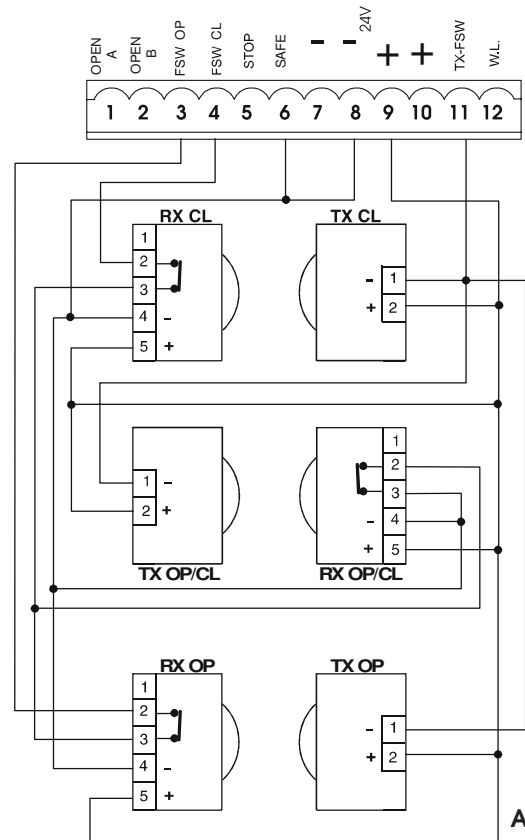 OPEN A
OPEN B
FSW OP
FSW CL
STOP
SAFE
-
-
24V
+
+
TX-FSW
W.L.
1 2 3 4 5 6 7 8 9 10 11 12
RX CL
1
2
3
4 -
5 +
TX CL
- 1
+ 2
1 -
2 +
TX OP/CL
1
2
3
- 4
+ 5
RX OP/CL
RX OP
1
2
3
4 -
5 +
TX OP
- 1
+ 2
A